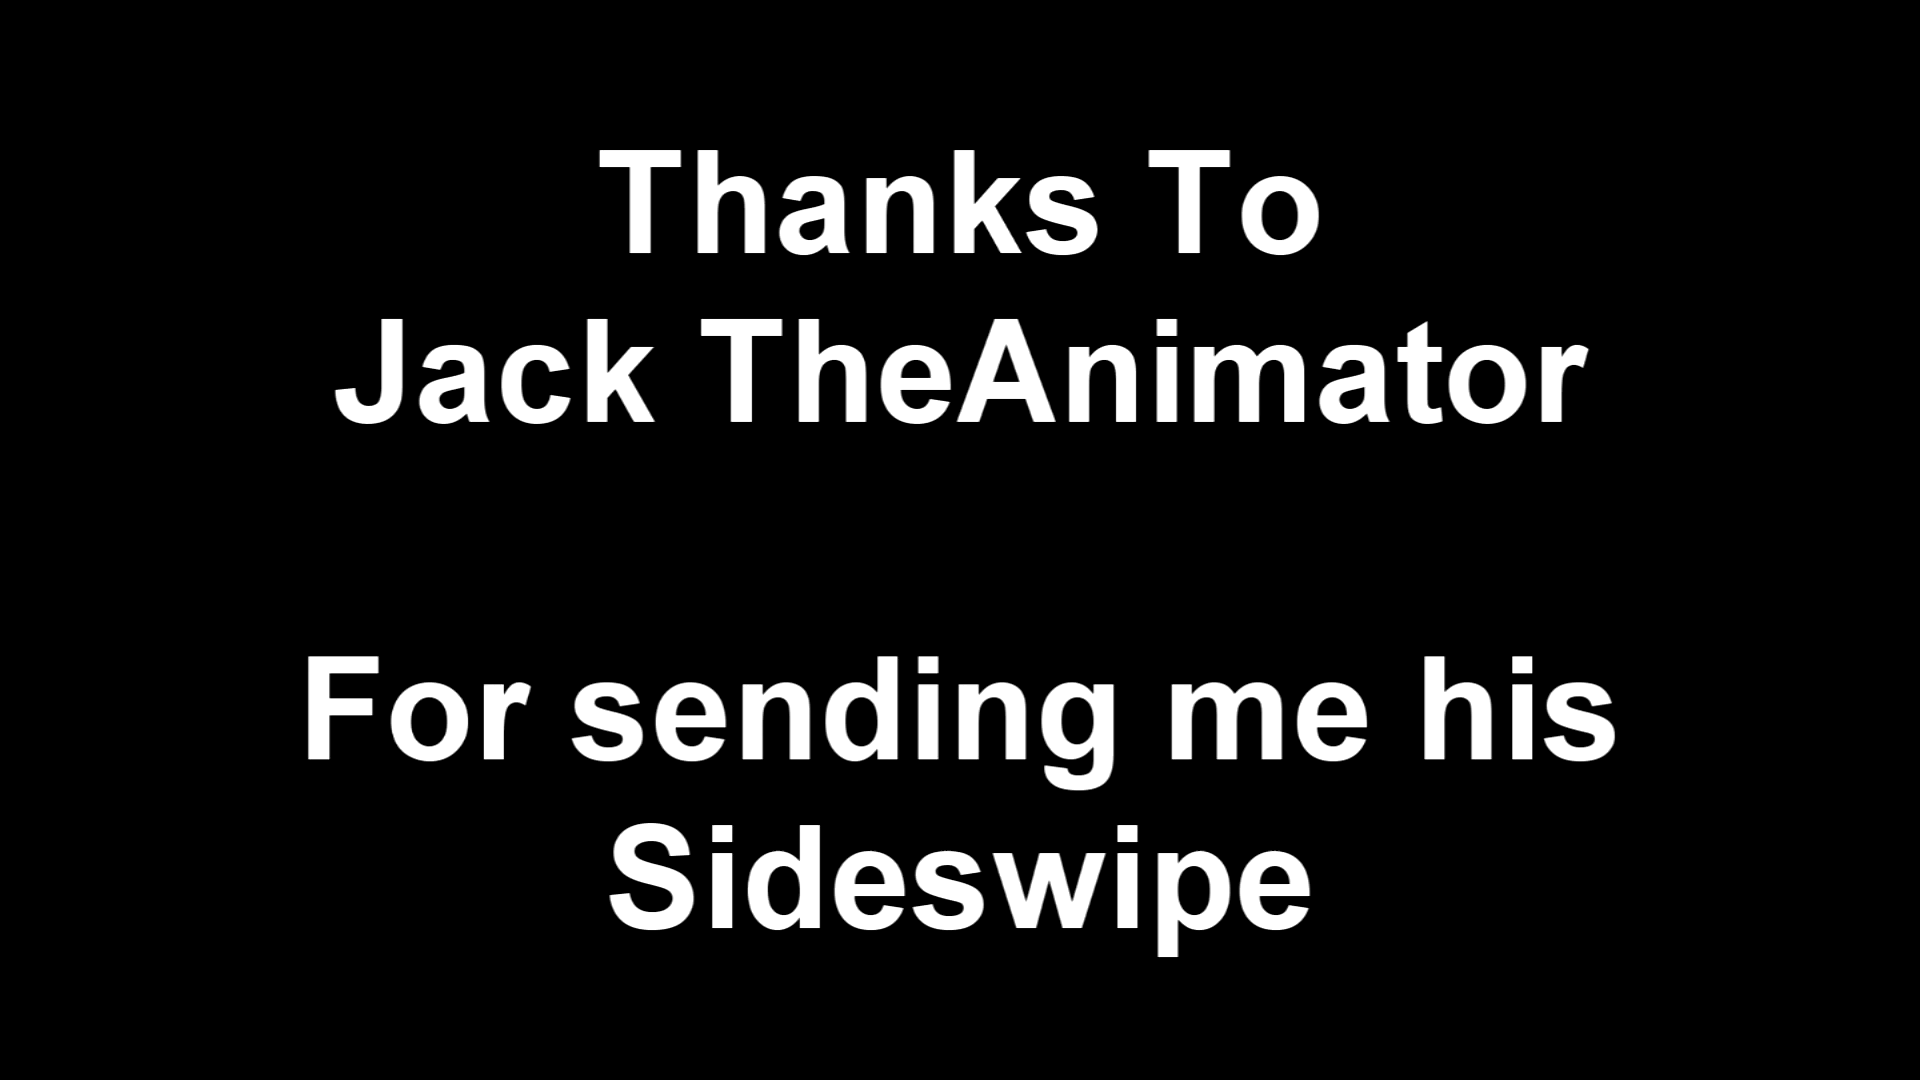 Thanks To
Jack TheAnimator
For sending me his
Sideswipe